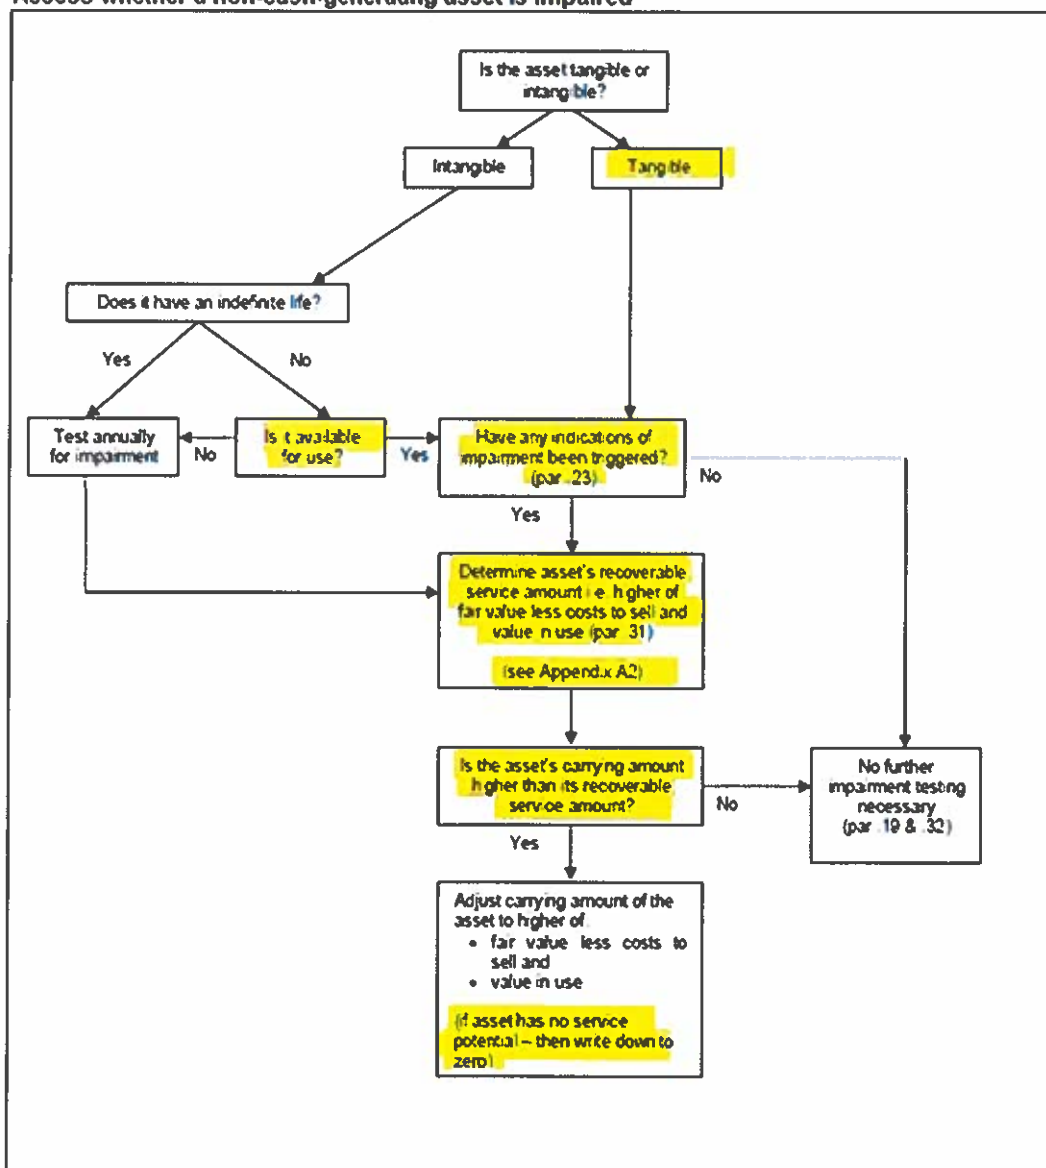 Assess whether a non-cash-generating asset is impaired
Is the asset tangible or
intangible?
Intangible
Tangible
Does it have an indefinite life?
Yes
No
Test annually
for impairment
No
Is it available
for use?
Yes
Have any indications of
impairment been triggered?
(par .23)
No
Yes
Determine asset's recoverable
service amount i.e. higher of
fair value less costs to sell and
value in use (par .31)
(see Appendix A2)
Is the asset's carrying amount
higher than its recoverable
service amount?
No
No further
impairment testing
necessary
(par .19 & .32)
Yes
Adjust carrying amount of the
asset to higher of
• fair value less costs to
sell and
• value in use
(if asset has no service
potential – then write down to
zero)